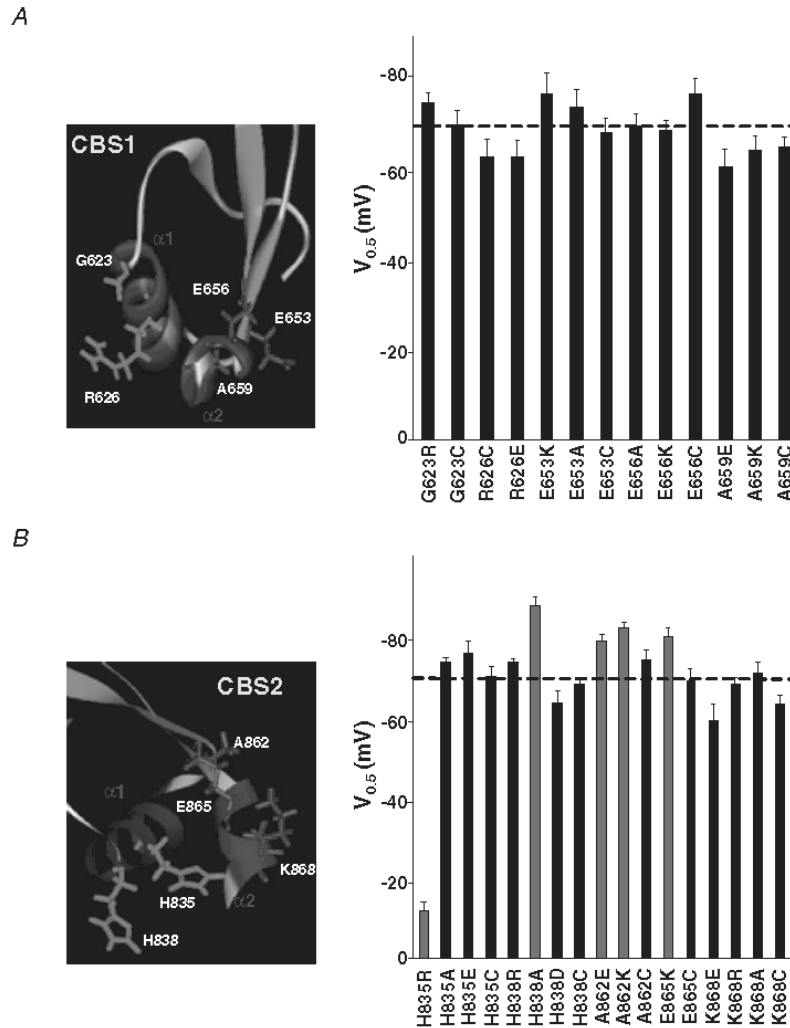 A
CBS1
α1
G623
E656
E653
R626
A659
α2
V0.5 (mV)
-80
-60
-40
-20
0
G623R
G623C
R626C
R626E
E653K
E653A
E653C
E656A
E656K
E656C
A659E
A659K
A659C
B
CBS2
A862
α1
E865
K868
H835
α2
H838
V0.5 (mV)
-80
-60
-40
-20
0
H835R
H835A
H835E
H835C
H838R
H838A
H838D
H838C
A862E
A862K
A862C
E865K
E865C
K868E
K868R
K868A
K868C